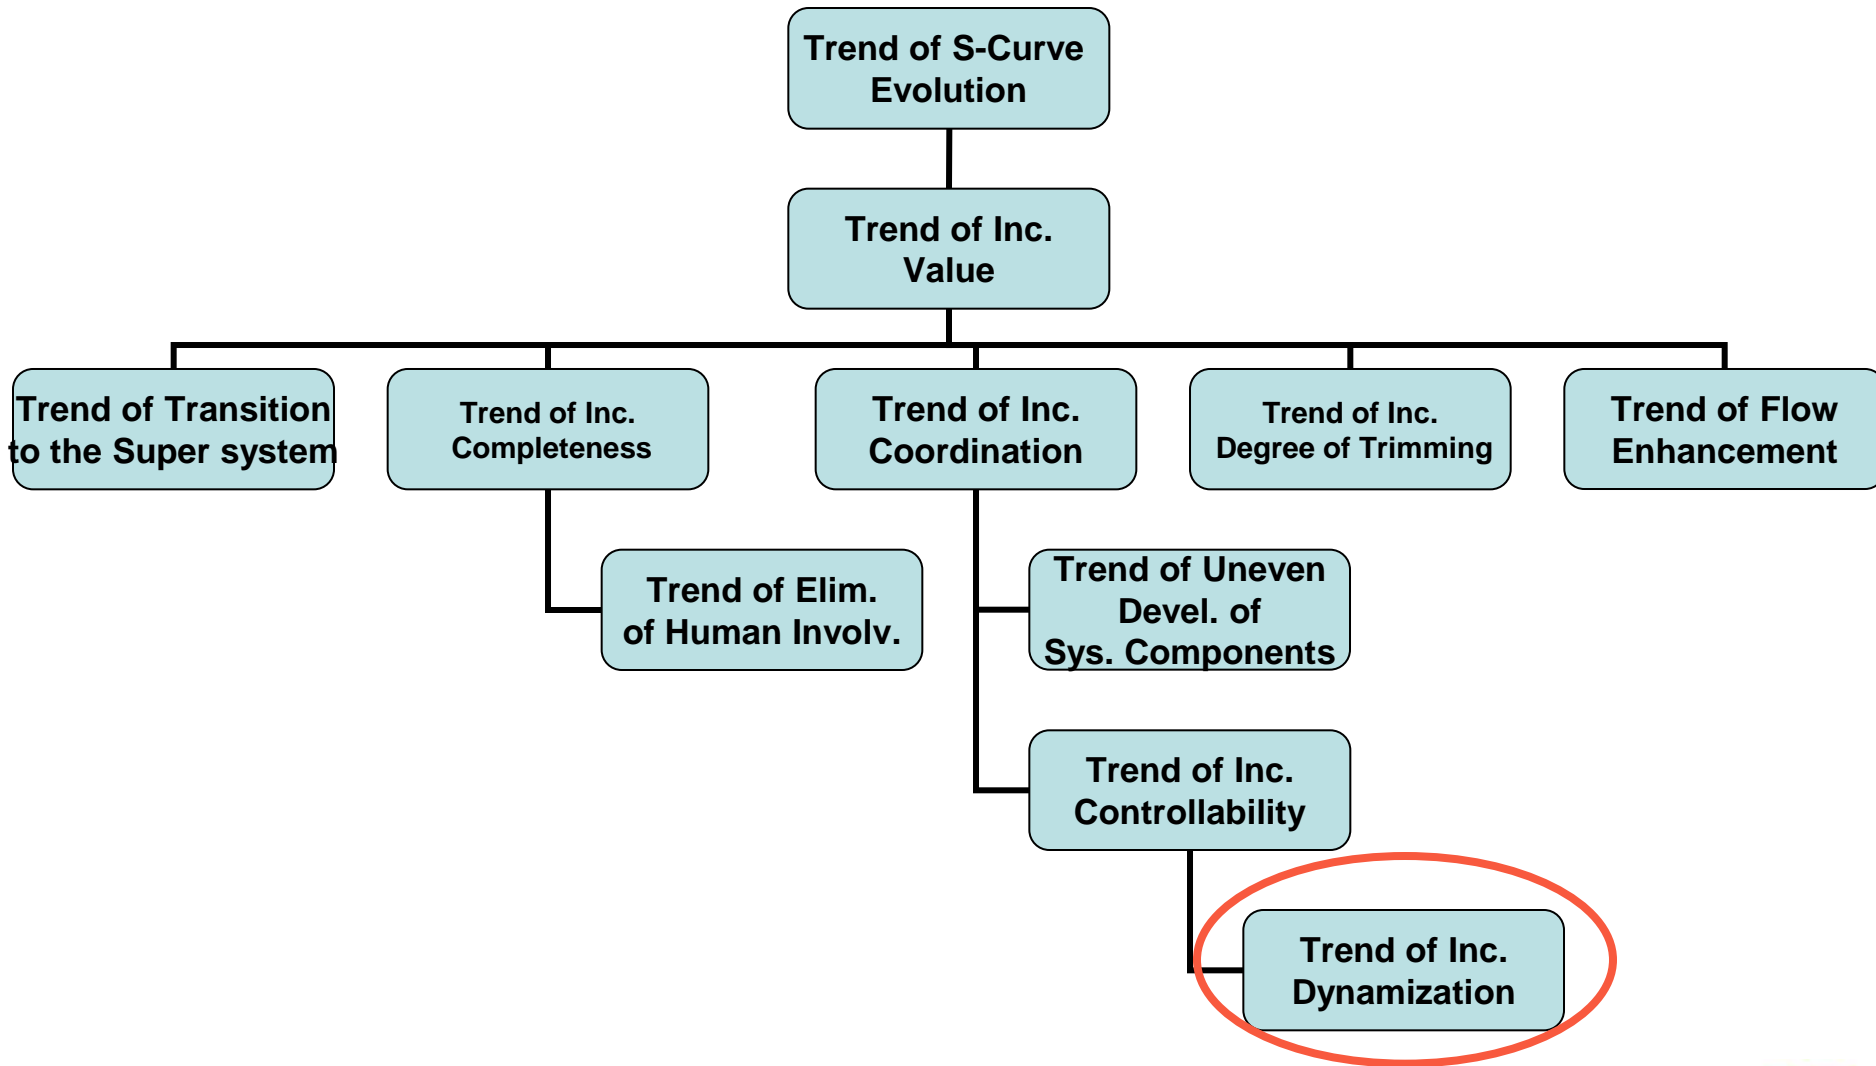 Trend of S-Curve
Evolution
Trend of Inc.
Value
Trend of Transition
to the Super system
Trend of Inc.
Completeness
Trend of Inc.
Coordination
Trend of Inc.
Degree of Trimming
Trend of Flow
Enhancement
Trend of Elim.
of Human Involv.
Trend of Uneven
Devel. of
Sys. Components
Trend of Inc.
Controllability
Trend of Inc.
Dynamization